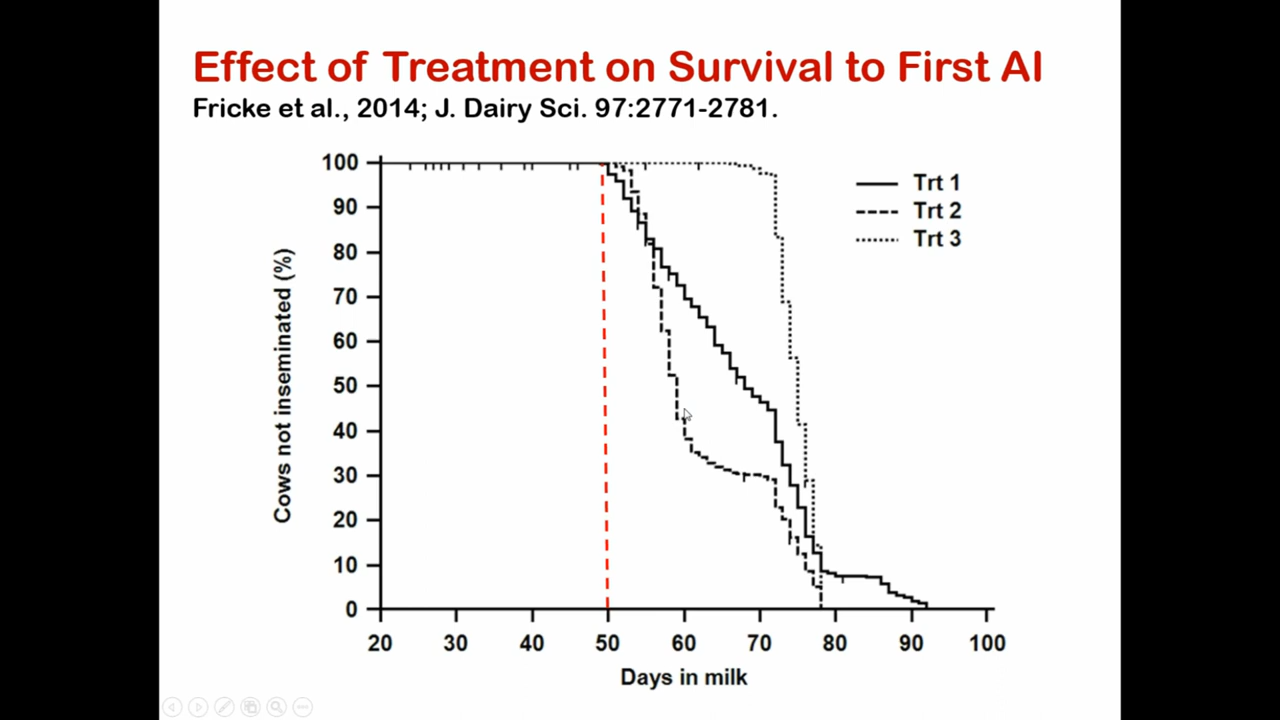 Effect of Treatment on Survival to First AI
Fricke et al., 2014; J. Dairy Sci. 97:2771-2781.
Trt 1
Trt 2
Trt 3
Cows not inseminated (%)
100
90
80
70
60
50
40
30
20
10
0
20 30 40 50 60 70 80 90 100
Days in milk